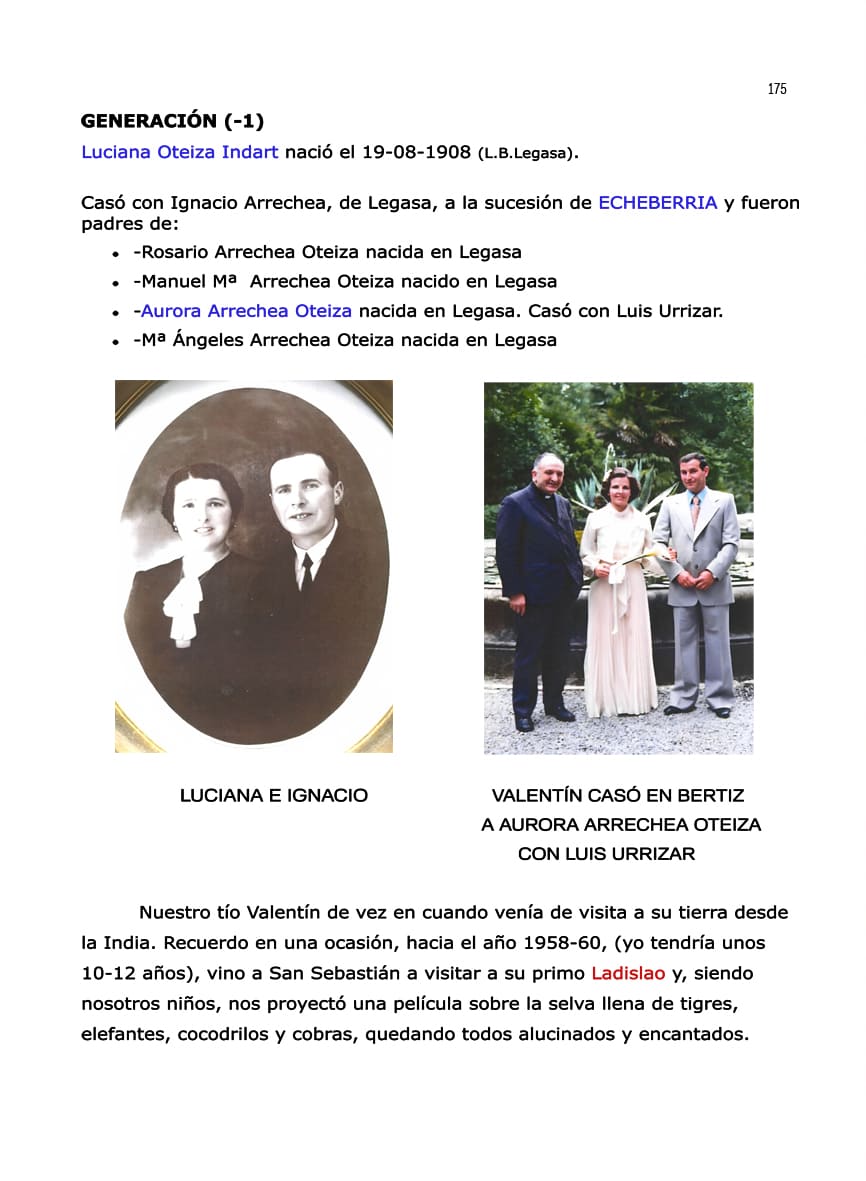 175
GENERACIÓN (-1)
Luciana Oteiza Indart nació el 19-08-1908 (L.B.Legasa).
Casó con Ignacio Arrechea, de Legasa, a la sucesión de ECHEBERRIA y fueron
padres de:
• -Rosario Arrechea Oteiza nacida en Legasa
• -Manuel Mª  Arrechea Oteiza nacido en Legasa
• -Aurora Arrechea Oteiza nacida en Legasa. Casó con Luis Urrizar.
• -Mª Ángeles Arrechea Oteiza nacida en Legasa
LUCIANA E IGNACIO
VALENTÍN CASÓ EN BERTIZ
A AURORA ARRECHEA OTEIZA
CON LUIS URRIZAR
Nuestro tío Valentín de vez en cuando venía de visita a su tierra desde
la India. Recuerdo en una ocasión, hacia el año 1958-60, (yo tendría unos
10-12 años), vino a San Sebastián a visitar a su primo Ladislao y, siendo
nosotros niños, nos proyectó una película sobre la selva llena de tigres,
elefantes, cocodrilos y cobras, quedando todos alucinados y encantados.